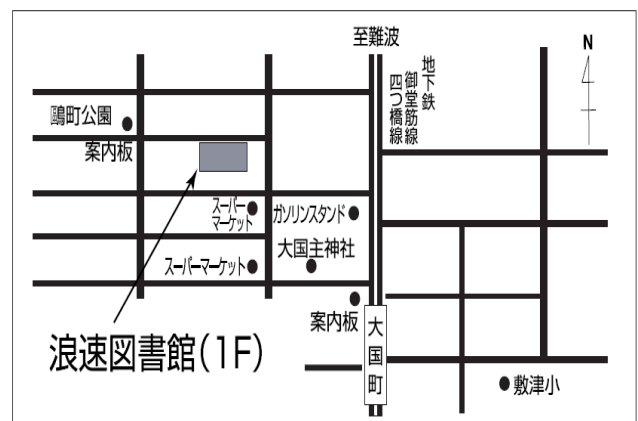 至難波
N
地下鉄
御堂筋線
四つ橋線
鷗町公園
案内板
スーパー
マーケット
ガソリンスタンド
大国主神社
スーパーマーケット
案内板
浪速図書館(1F)
大国町
敷津小